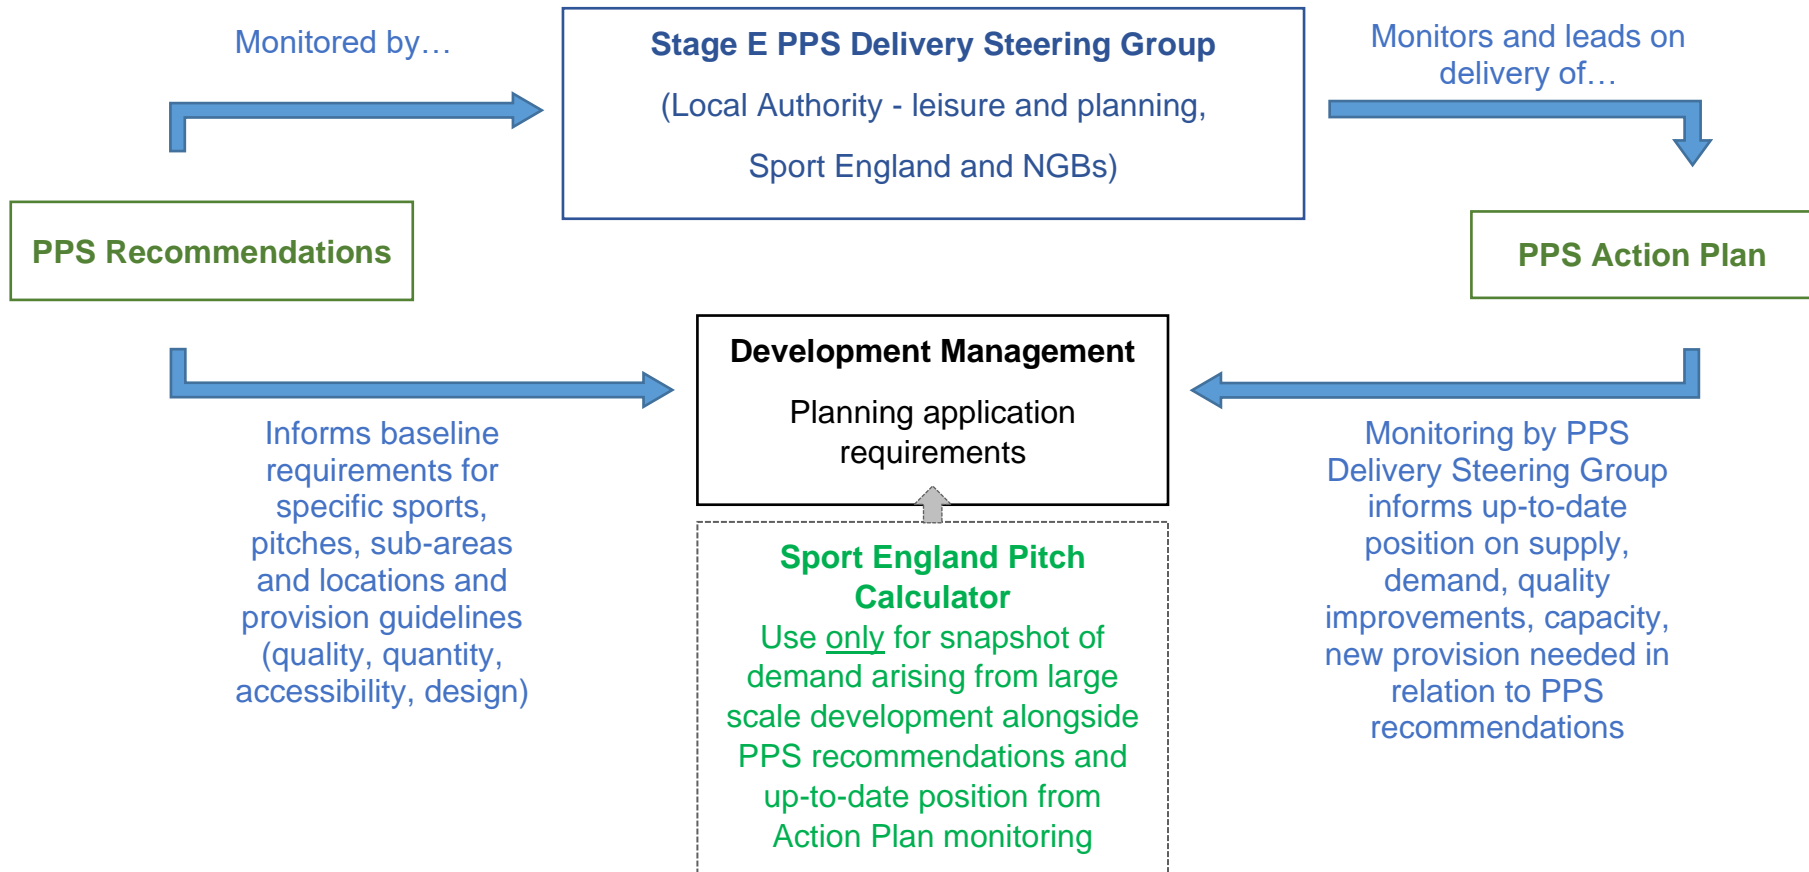 Monitored by…
Stage E PPS Delivery Steering Group
(Local Authority - leisure and planning,
Sport England and NGBs)
Monitors and leads on
delivery of…
PPS Recommendations
PPS Action Plan
Development Management
Planning application
requirements
Informs baseline
requirements for
specific sports,
pitches, sub-areas
and locations and
provision guidelines
(quality, quantity,
accessibility, design)
Sport England Pitch
Calculator
Use only for snapshot of
demand arising from large
scale development alongside
PPS recommendations and
up-to-date position from
Action Plan monitoring
Monitoring by PPS
Delivery Steering Group
informs up-to-date
position on supply,
demand, quality
improvements, capacity,
new provision needed in
relation to PPS
recommendations